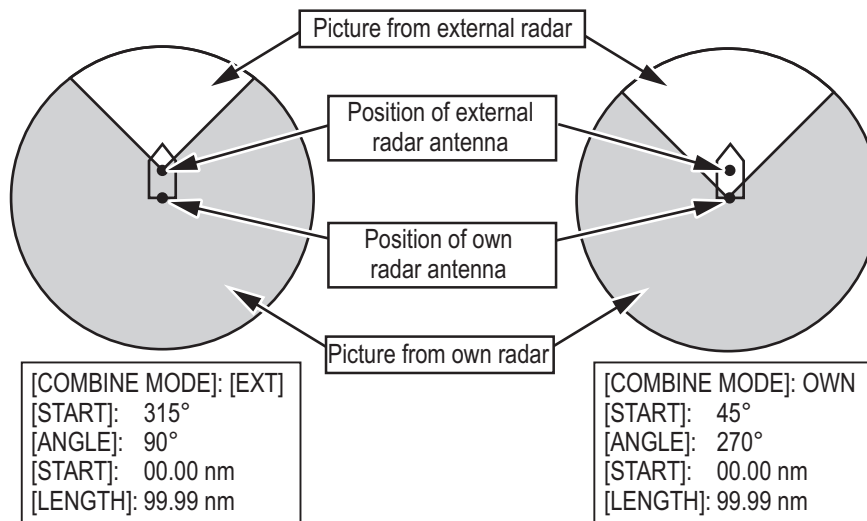 Picture from external radar
Position of external
radar antenna
Position of own
radar antenna
Picture from own radar
[COMBINE MODE]: [EXT]
[START]: 315°
[ANGLE]: 90°
[START]: 00.00 nm
[LENGTH]: 99.99 nm
[COMBINE MODE]: OWN
[START]: 45°
[ANGLE]: 270°
[START]: 00.00 nm
[LENGTH]: 99.99 nm